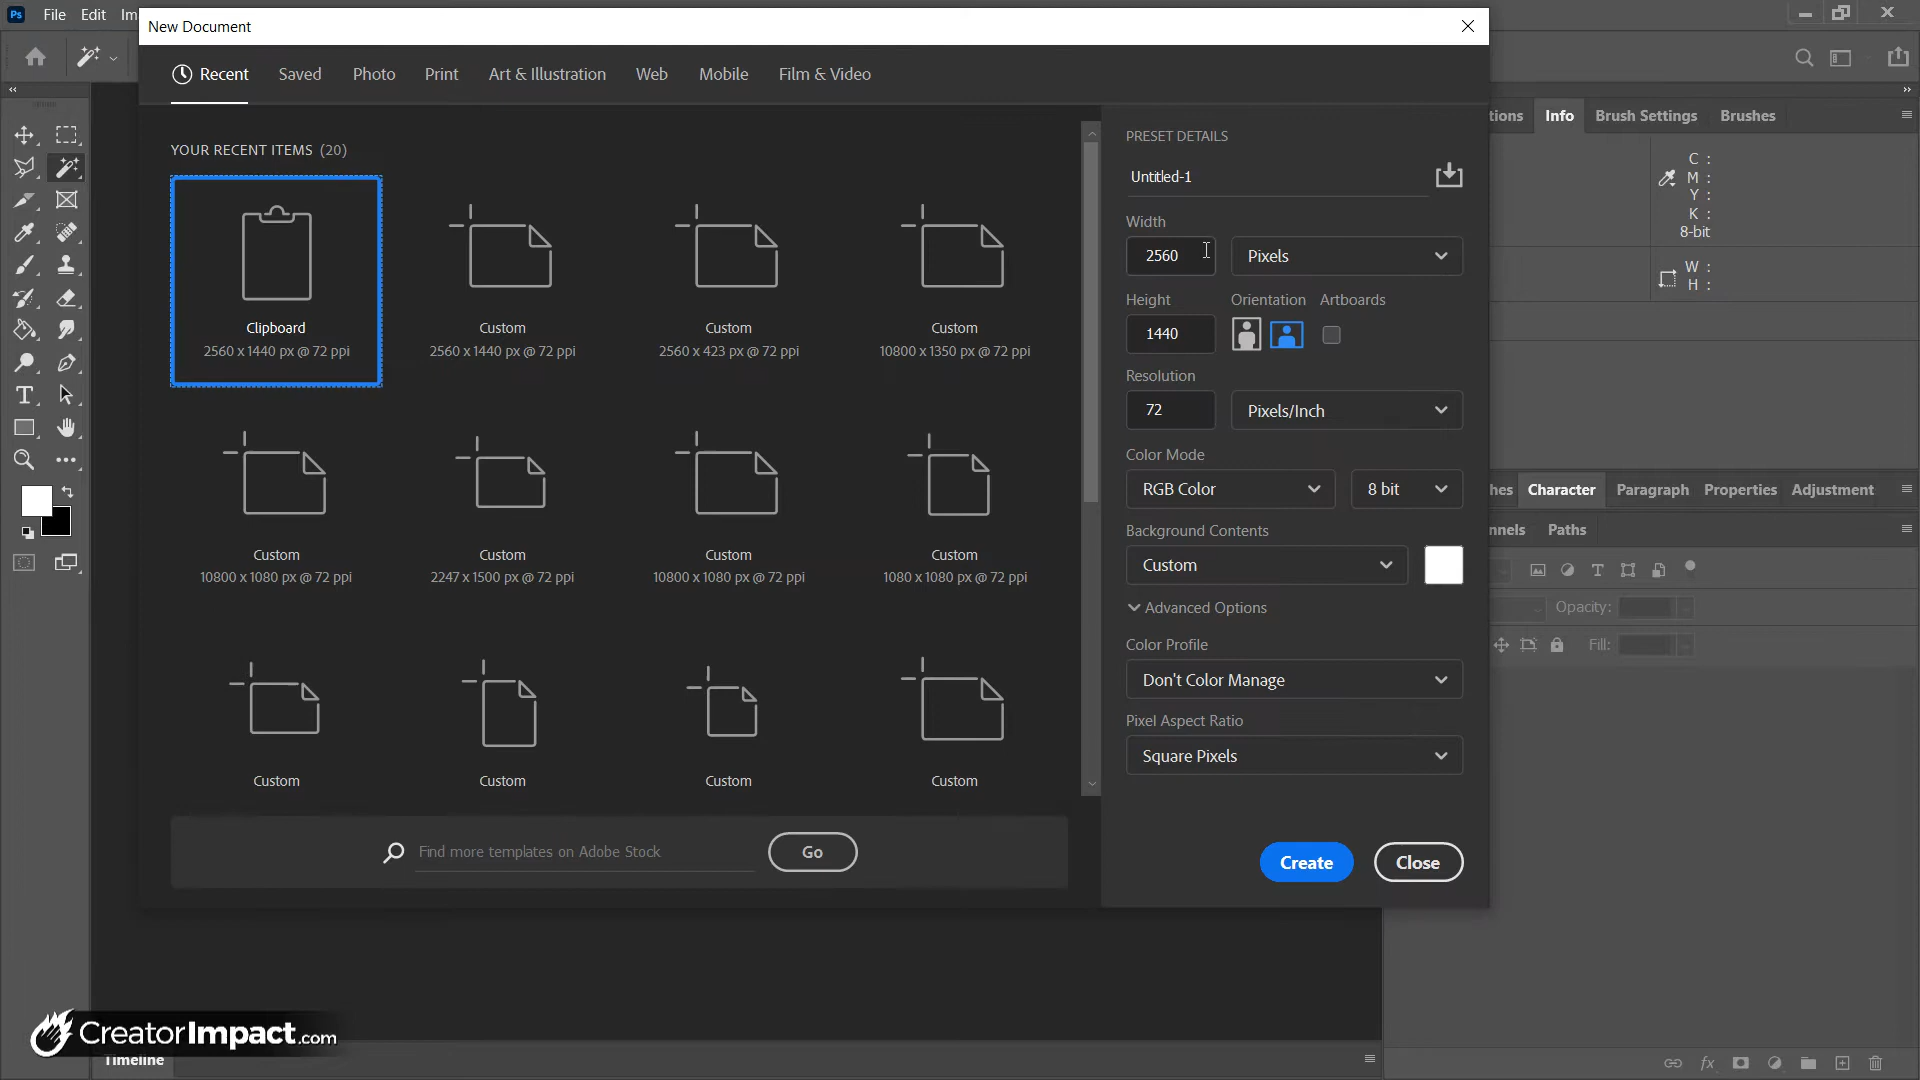 Ps File Edit Im
New Document
Recent Saved Photo Print Art & Illustration Web Mobile Film & Video
YOUR RECENT ITEMS (20)
Clipboard
2560 x 1440 px @ 72 ppi
Custom
2560 x 1440 px @ 72 ppi
Custom
2560 x 423 px @ 72 ppi
Custom
10800 x 1350 px @ 72 ppi
Custom
10800 x 1080 px @ 72 ppi
Custom
2247 x 1500 px @ 72 ppi
Custom
10800 x 1080 px @ 72 ppi
Custom
1080 x 1080 px @ 72 ppi
Custom
Custom
Custom
Custom
Find more templates on Adobe Stock
Go
PRESET DETAILS
Untitled-1
Width
2560 Pixels
Height Orientation Artboards
1440
Resolution
72 Pixels/Inch
Color Mode
RGB Color 8 bit
Background Contents
Custom
Advanced Options
Color Profile
Don't Color Manage
Pixel Aspect Ratio
Square Pixels
Create Close
tions Info Brush Settings Brushes
C :
M :
Y :
K :
8-bit
W :
H :
hes Character Paragraph Properties Adjustment
nnels Paths
Opacity:
Fill:
fx
CreatorImpact.com
Timeline